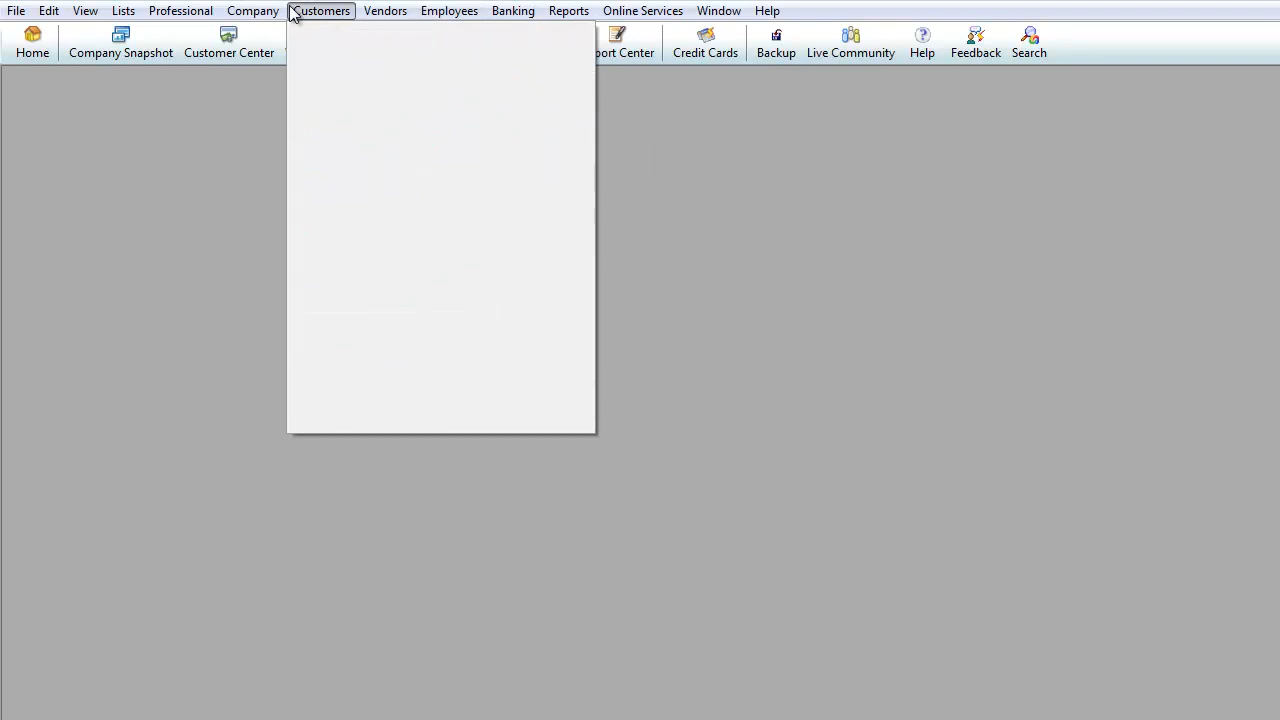 File Edit View Lists Professional Company Customers Vendors Employees Banking Reports Online Services Window Help
Home Company Snapshot Customer Center Center Credit Cards Backup Live Community Help Feedback Search